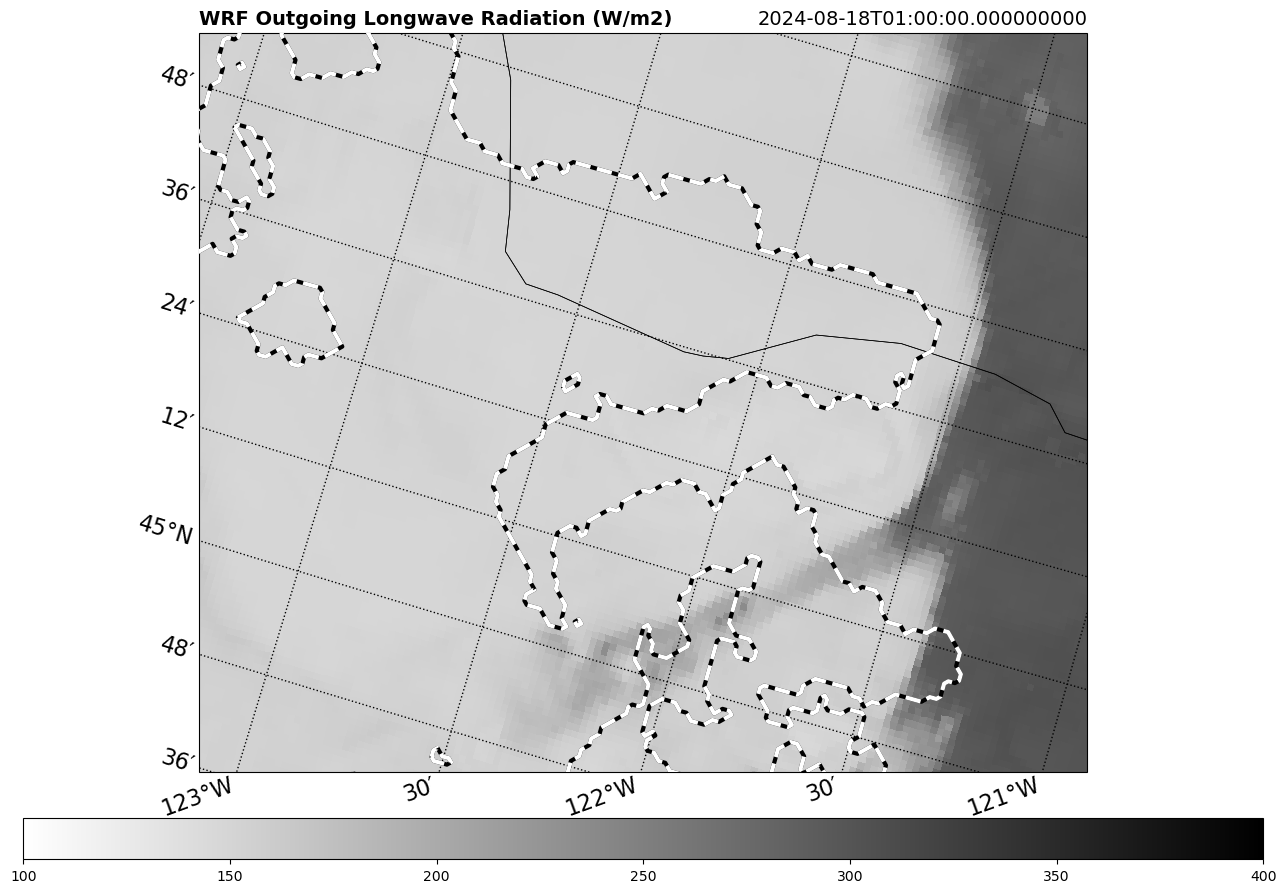 WRF Outgoing Longwave Radiation (W/m2) 2024-08-18T01:00:00.000000000
48′
36′
24′
12′
45°N
48′
36′
123°W 30′ 122°W 30′ 121°W
100 150 200 250 300 350 400